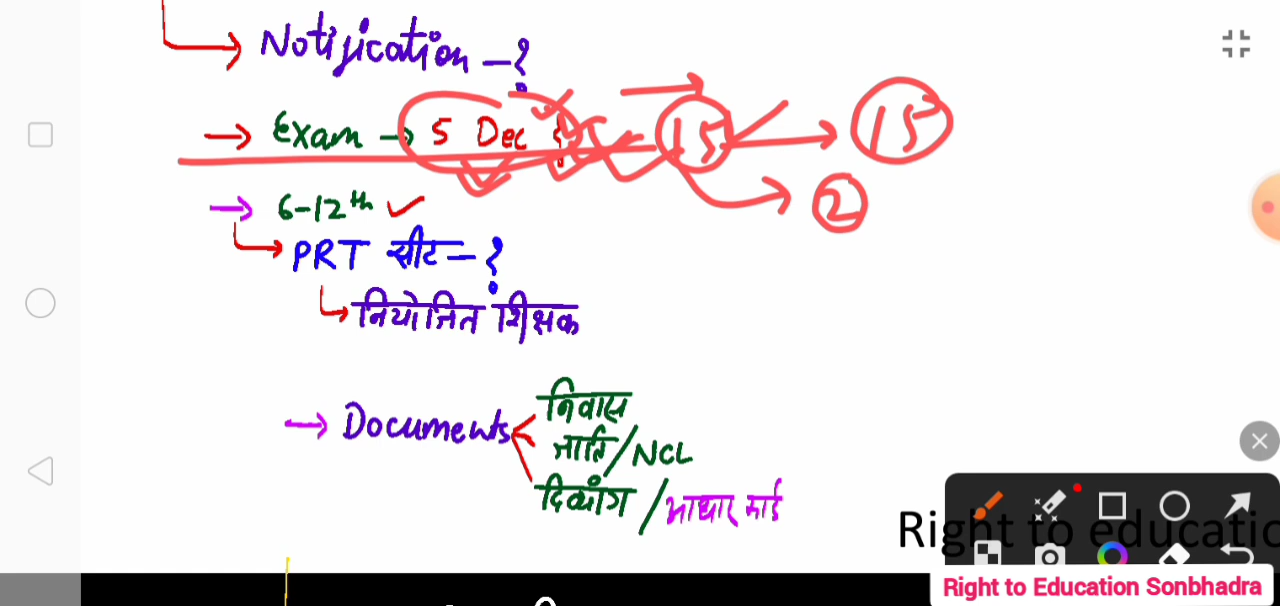 Notification - ?
→ Exam → 5 Dec 15 → 15
2
→ 6-12th ✓
PRT सीट - ?
नियोजित शिक्षक
→ Documents
निवास
जाति/NCL
दिव्यांग/आधार कार्ड
Right to educatio
Right to Education Sonbhadra